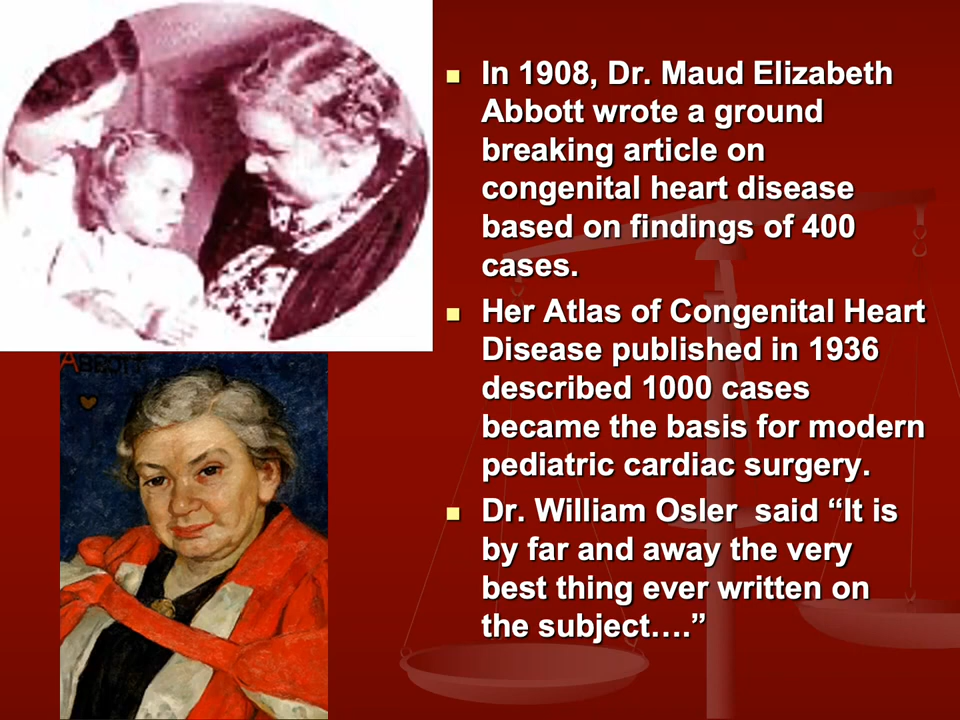 ABBOTT
In 1908, Dr. Maud Elizabeth
Abbott wrote a ground
breaking article on
congenital heart disease
based on findings of 400
cases.
Her Atlas of Congenital Heart
Disease published in 1936
described 1000 cases
became the basis for modern
pediatric cardiac surgery.
Dr. William Osler  said “It is
by far and away the very
best thing ever written on
the subject….”